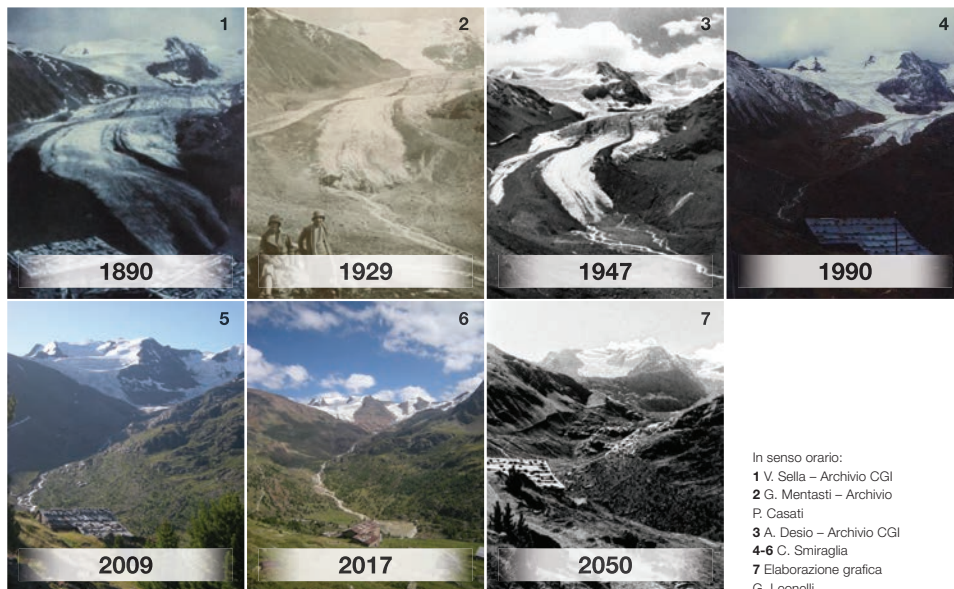 1
2
3
4
1890
1929
1947
1990
5
6
7
2009
2017
2050
In senso orario:
1 V. Sella – Archivio CGI
2 G. Mentasti – Archivio
P. Casati
3 A. Desio – Archivio CGI
4-6 C. Smiraglia
7 Elaborazione grafica
G. Leonelli